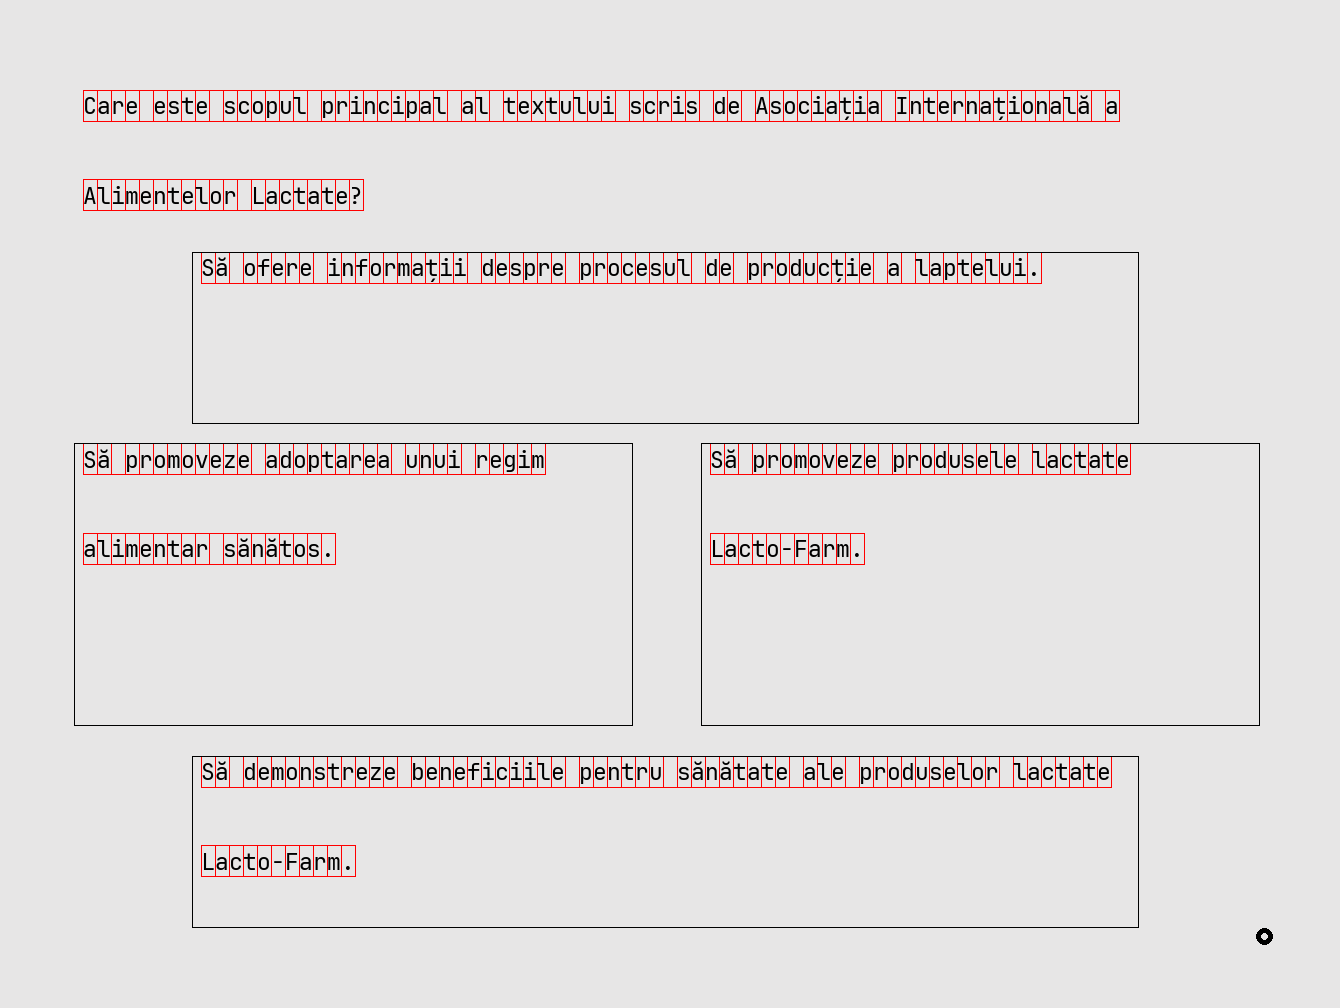 Care este scopul principal al textului scris de Asociația Internațională a
Alimentelor Lactate?
Să ofere informații despre procesul de producție a laptelui.
Să promoveze adoptarea unui regim
alimentar sănătos.
Să promoveze produsele lactate
Lacto-Farm.
Să demonstreze beneficiile pentru sănătate ale produselor lactate
Lacto-Farm.